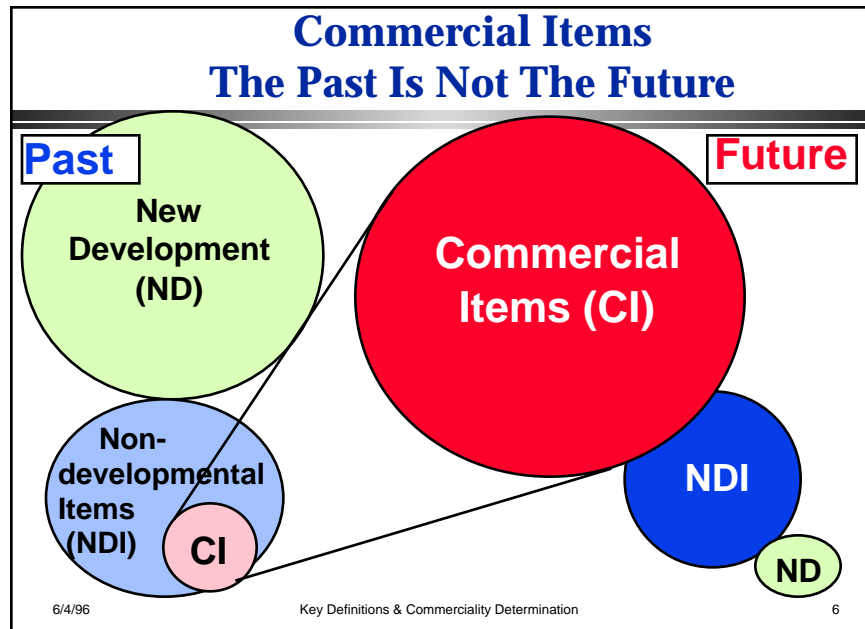 Commercial Items
The Past Is Not The Future
Past
Future
New
Development
(ND)
Commercial
Items (CI)
Non-
developmental
Items
(NDI)
CI
NDI
ND
6/4/96
Key Definitions & Commerciality Determination
6